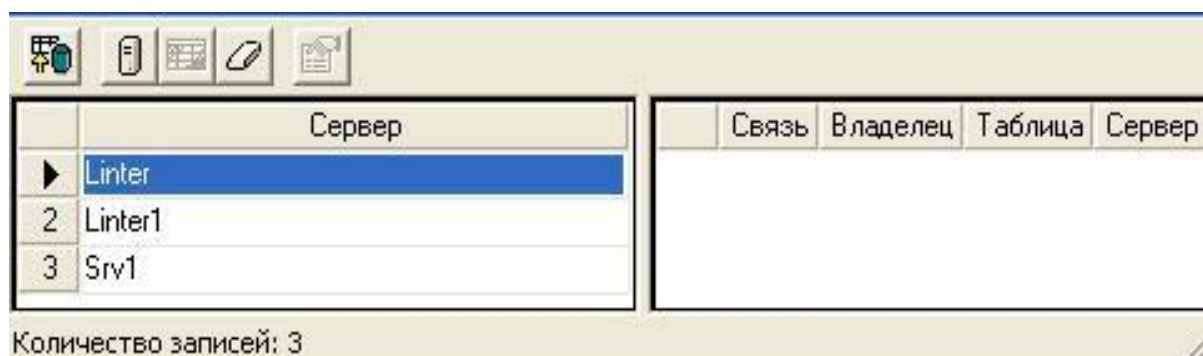 Сервер
Связь Владелец Таблица Сервер
Linter
2 Linter1
3 Srv1
Количество записей: 3